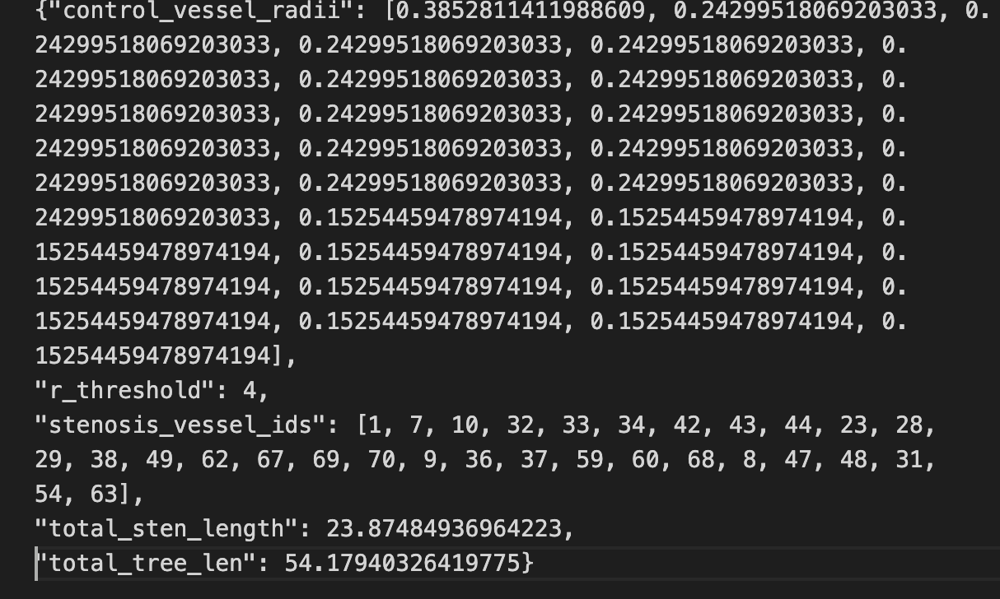 {"control_vessel_radii": [0.3852811411988609, 0.24299518069203033, 0.
24299518069203033, 0.24299518069203033, 0.24299518069203033, 0.
24299518069203033, 0.24299518069203033, 0.24299518069203033, 0.
24299518069203033, 0.24299518069203033, 0.24299518069203033, 0.
24299518069203033, 0.24299518069203033, 0.24299518069203033, 0.
24299518069203033, 0.24299518069203033, 0.24299518069203033, 0.
24299518069203033, 0.15254459478974194, 0.15254459478974194, 0.
15254459478974194, 0.15254459478974194, 0.15254459478974194, 0.
15254459478974194, 0.15254459478974194, 0.15254459478974194, 0.
15254459478974194, 0.15254459478974194, 0.15254459478974194, 0.
15254459478974194],
"r_threshold": 4,
"stenosis_vessel_ids": [1, 7, 10, 32, 33, 34, 42, 43, 44, 23, 28,
29, 38, 49, 62, 67, 69, 70, 9, 36, 37, 59, 60, 68, 8, 47, 48, 31,
54, 63],
"total_sten_length": 23.87484936964223,
"total_tree_len": 54.17940326419775}